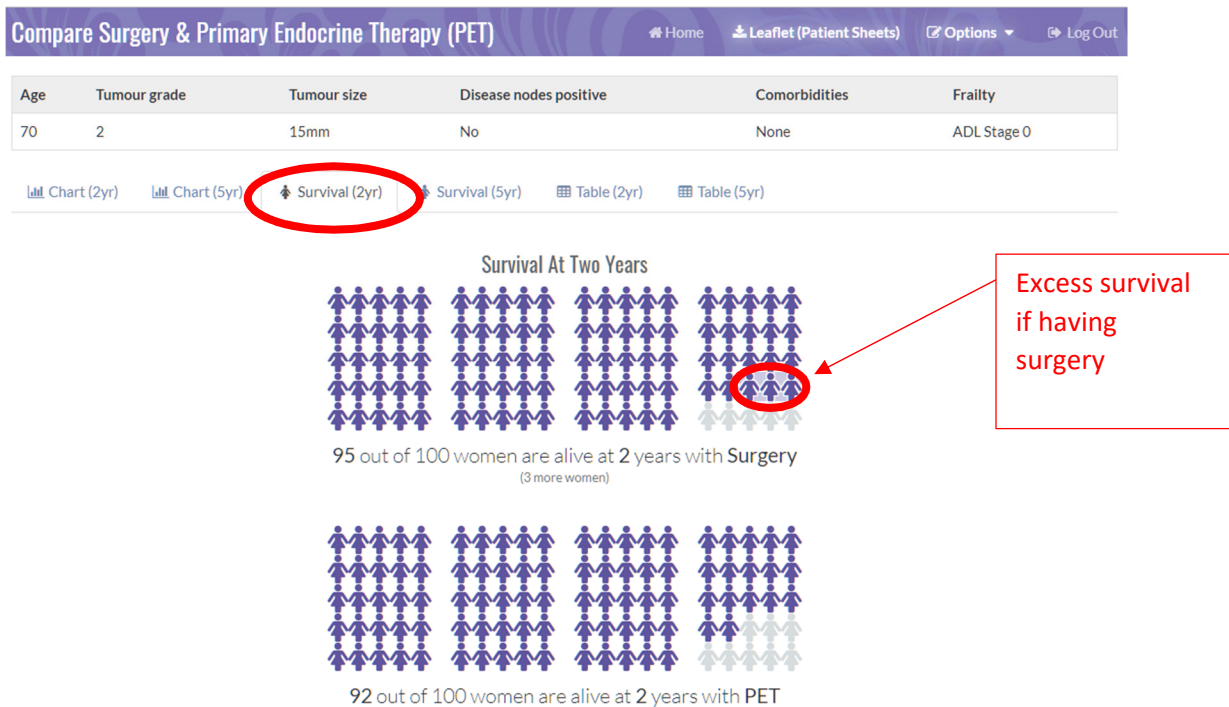 Compare Surgery & Primary Endocrine Therapy (PET) Home Leaflet (Patient Sheets) Options Log Out
Age Tumour grade Tumour size Disease nodes positive Comorbidities Frailty
70 2 15mm No None ADL Stage 0
Chart (2yr) Chart (5yr) Survival (2yr) Survival (5yr) Table (2yr) Table (5yr)
Survival At Two Years
Excess survival
if having
surgery
95 out of 100 women are alive at 2 years with Surgery
(3 more women)
92 out of 100 women are alive at 2 years with PET